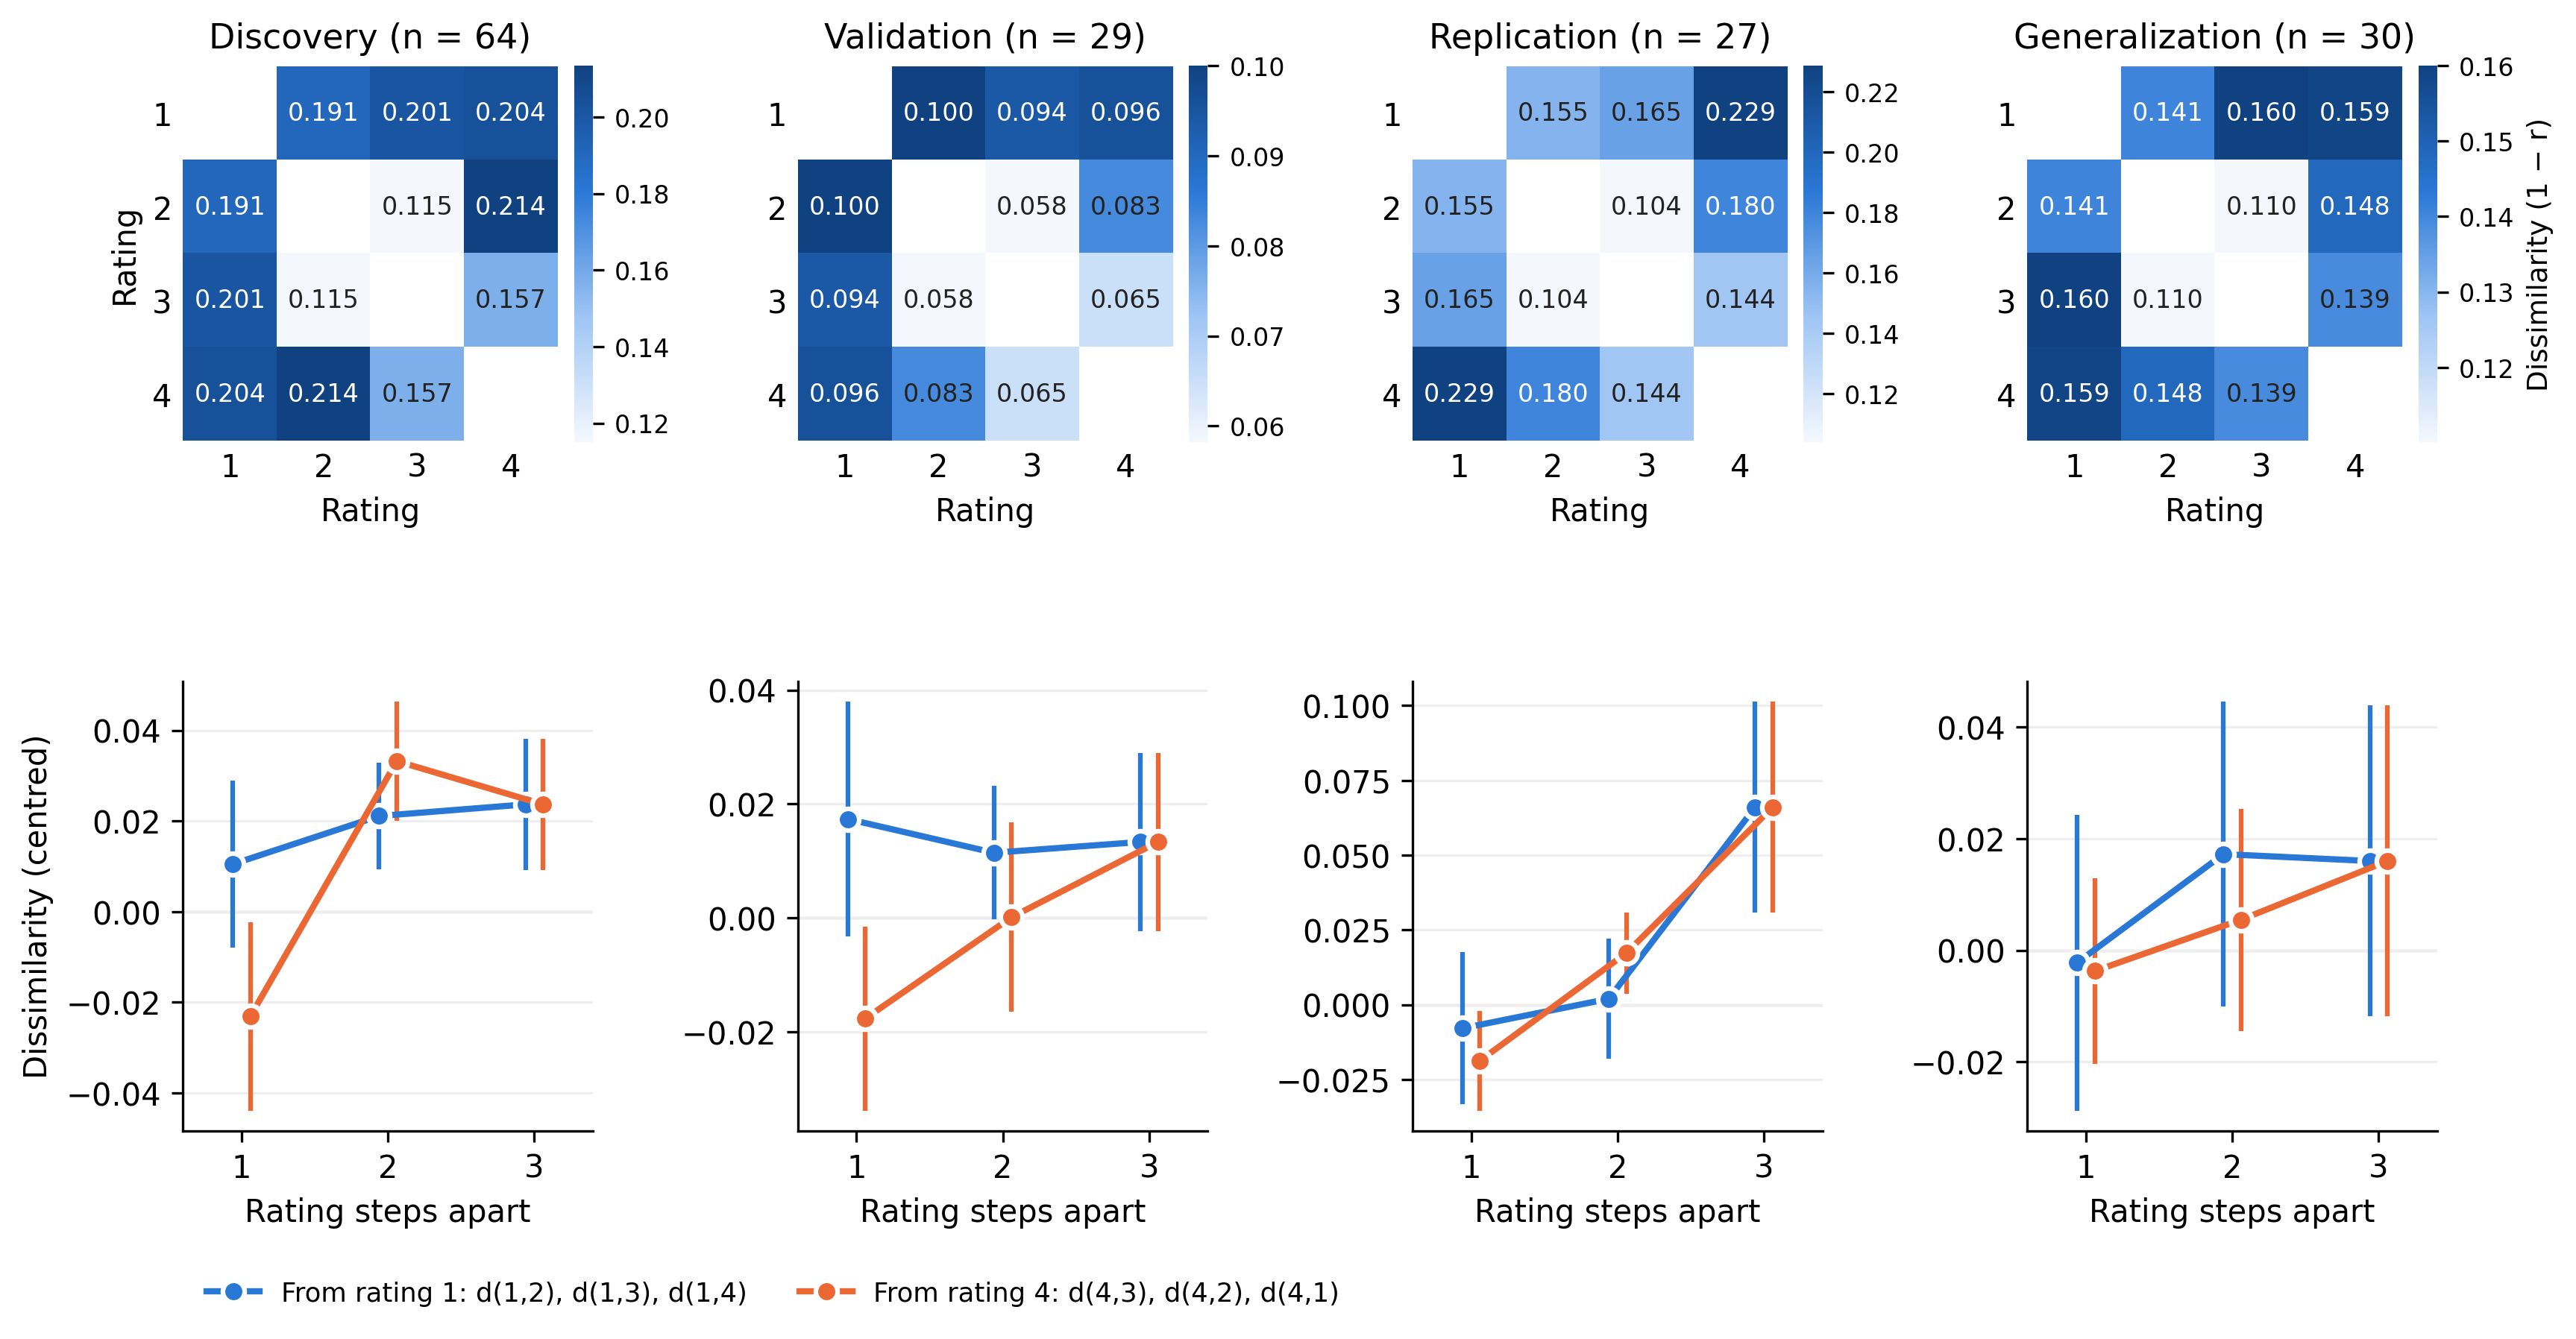 Discovery (n = 64)
Validation (n = 29)
Replication (n = 27)
Generalization (n = 30)
1
0.191 0.201 0.204
2
0.191 0.115 0.214
3
0.201 0.115 0.157
4
0.204 0.214 0.157
1 2 3 4
Rating
Rating
0.20
0.18
0.16
0.14
0.12
1
0.100 0.094 0.096
2
0.100 0.058 0.083
3
0.094 0.058 0.065
4
0.096 0.083 0.065
1 2 3 4
Rating
0.10
0.09
0.08
0.07
0.06
1
0.155 0.165 0.229
2
0.155 0.104 0.180
3
0.165 0.104 0.144
4
0.229 0.180 0.144
1 2 3 4
Rating
0.22
0.20
0.18
0.16
0.14
0.12
1
0.141 0.160 0.159
2
0.141 0.110 0.148
3
0.160 0.110 0.139
4
0.159 0.148 0.139
1 2 3 4
Rating
0.16
0.15
0.14
0.13
0.12
Dissimilarity (1 − r)
Dissimilarity (centred)
0.04
0.02
0.00
−0.02
−0.04
1 2 3
Rating steps apart
0.04
0.02
0.00
−0.02
1 2 3
Rating steps apart
0.100
0.075
0.050
0.025
0.000
−0.025
1 2 3
Rating steps apart
0.04
0.02
0.00
−0.02
1 2 3
Rating steps apart
From rating 1: d(1,2), d(1,3), d(1,4)
From rating 4: d(4,3), d(4,2), d(4,1)